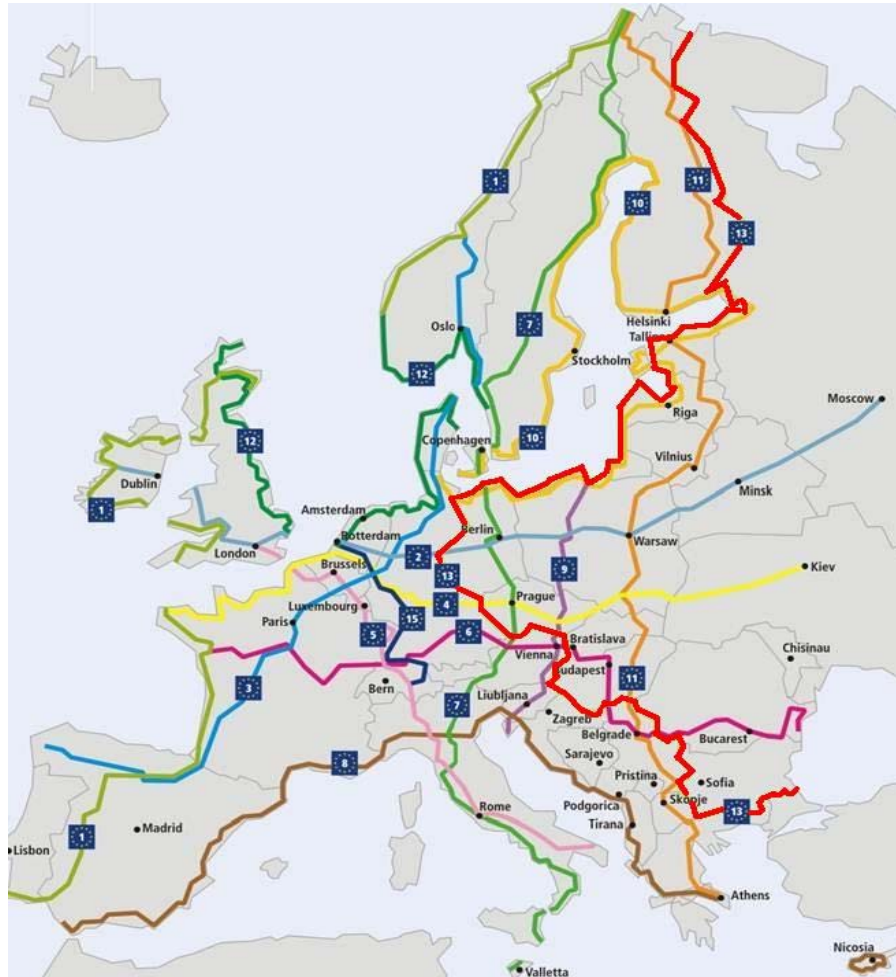 1
11
10
13
Oslo
7
Helsinki
Tallinn
12
Stockholm
Moscow
Riga
12
Copenhagen
10
Vilnius
Dublin
Minsk
1
Amsterdam
Berlin
Rotterdam
Warsaw
London
2
Brussels
13
9
Kiev
Luxembourg
4
Prague
15
Paris
5
6
Bratislava
Vienna
Chisinau
Budapest
Bern
3
11
7
Liubljana
Zagreb
Belgrade
Bucarest
8
Sarajevo
Pristina
Sofia
Podgorica
Skopje
Rome
13
Madrid
1
Tirana
Lisbon
Athens
Nicosia
Valletta